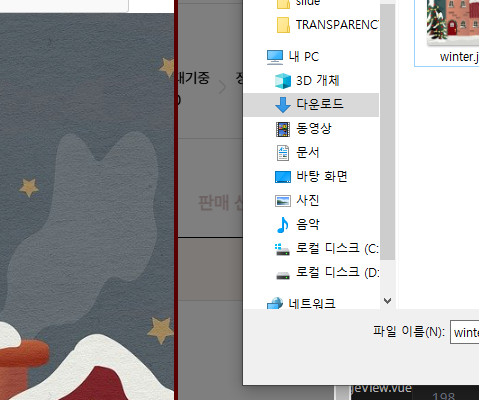 slide
TRANSPARENC
winter.j
내 PC
대기중
3D 개체
다운로드
동영상
문서
바탕 화면
판매
사진
음악
로컬 디스크 (C:
로컬 디스크 (D:
네트워크
파일 이름(N):
winte
jeView.vue
198